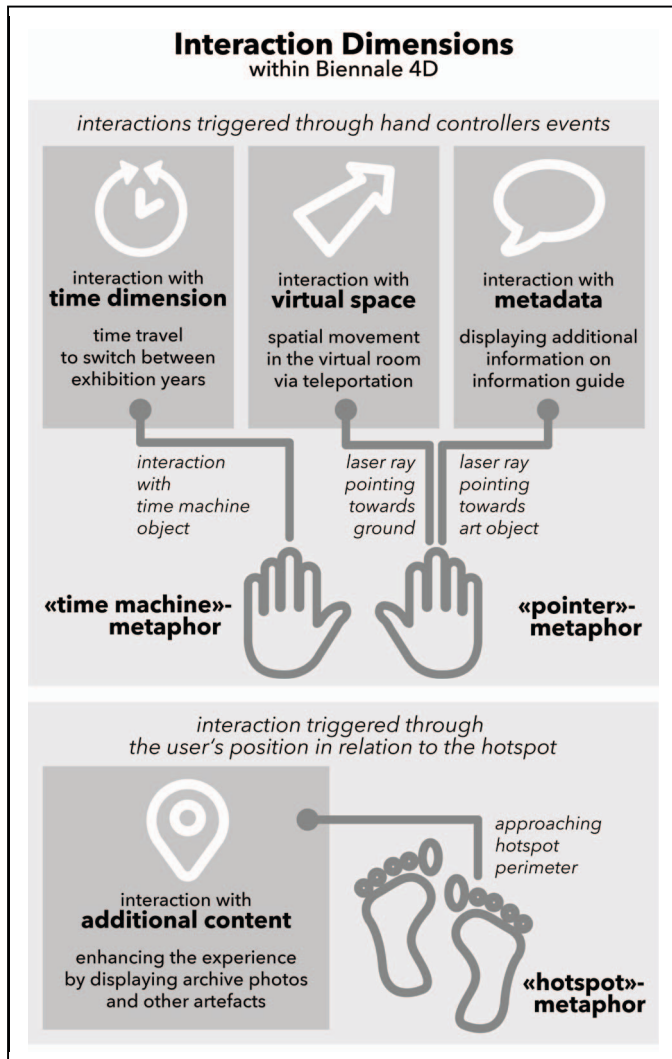 Interaction Dimensions
within Biennale 4D
interactions triggered through hand controllers events
interaction with
time dimension
time travel
to switch between
exhibition years
interaction with
virtual space
spatial movement
in the virtual room
via teleportation
interaction with
metadata
displaying additional
information on
information guide
interaction
with
time machine
object
laser ray
pointing
towards
ground
laser ray
pointing
towards
art object
«time machine»-
metaphor
«pointer»-
metaphor
interaction triggered through
the user's position in relation to the hotspot
interaction with
additional content
enhancing the experience
by displaying archive photos
and other artefacts
approaching
hotspot
perimeter
«hotspot»-
metaphor